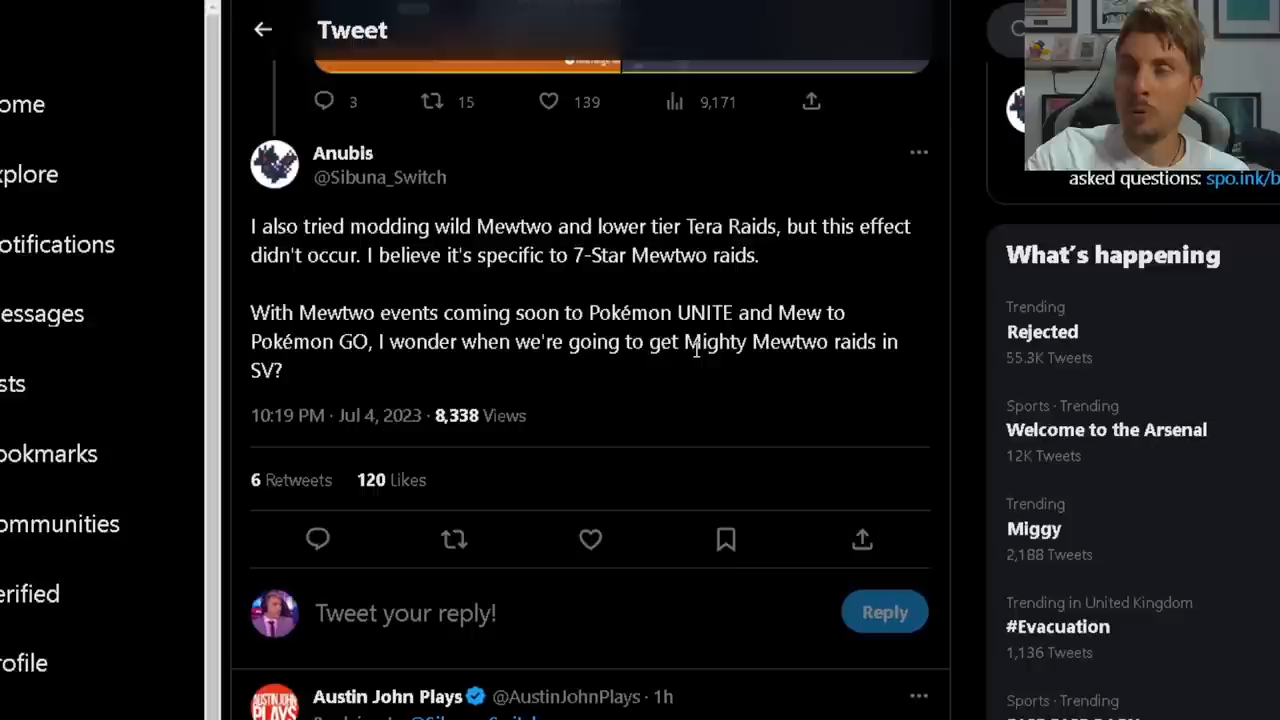 Tweet
3
15
139
9,171
Anubis
@Sibuna_Switch
I also tried modding wild Mewtwo and lower tier Tera Raids, but this effect
didn't occur. I believe it's specific to 7-Star Mewtwo raids.
With Mewtwo events coming soon to Pokémon UNITE and Mew to
Pokémon GO, I wonder when we're going to get Mighty Mewtwo raids in
SV?
10:19 PM · Jul 4, 2023 · 8,338 Views
6 Retweets 120 Likes
Tweet your reply!
Reply
Austin John Plays @AustinJohnPlays · 1h
ome
xplore
otifications
essages
sts
ookmarks
ommunities
erified
rofile
asked questions: spo.ink/b
What's happening
Trending
Rejected
55.3K Tweets
Sports · Trending
Welcome to the Arsenal
12K Tweets
Trending
Miggy
2,188 Tweets
Trending in United Kingdom
#Evacuation
1,136 Tweets
Sports · Trending